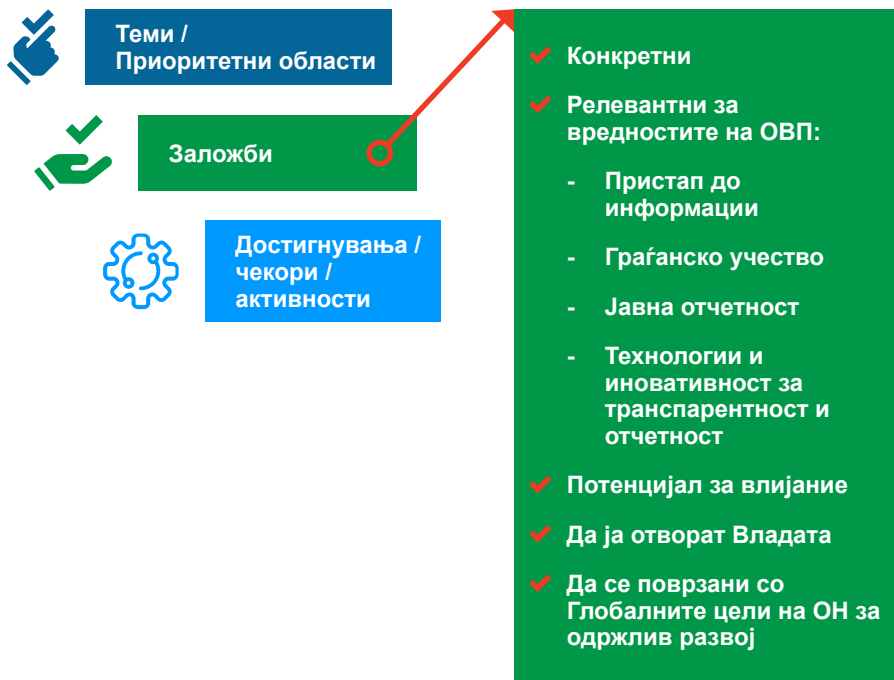 Теми /
Приоритетни области
Заложби
Достигнувања /
чекори /
активности
Конкретни
Релевантни за
вредностите на ОВП:
- Пристап до
информации
- Граѓанско учество
- Јавна отчетност
- Технологии и
иновативност за
транспарентност и
отчетност
Потенцијал за влијание
Да ја отворат Владата
Да се поврзани со
Глобалните цели на ОН за
одржлив развој